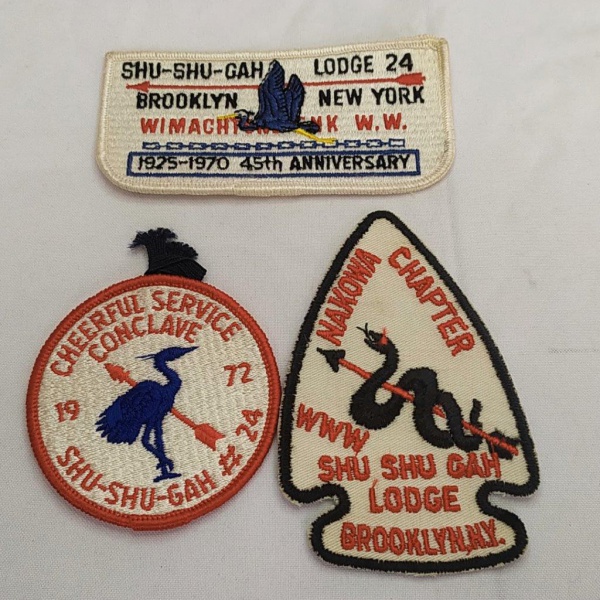 SHU-SHU-GAH LODGE 24
BROOKLYN NEW YORK
W.W.
1925-1970 45th ANNIVERSARY
CHEERFUL SERVICE
CONCLAVE
19 72
SHU-SHU-GAH # 24
NAKOWA CHAPTER
WWW
SHU SHU GAH
LODGE
BROOKLYN,N.Y.